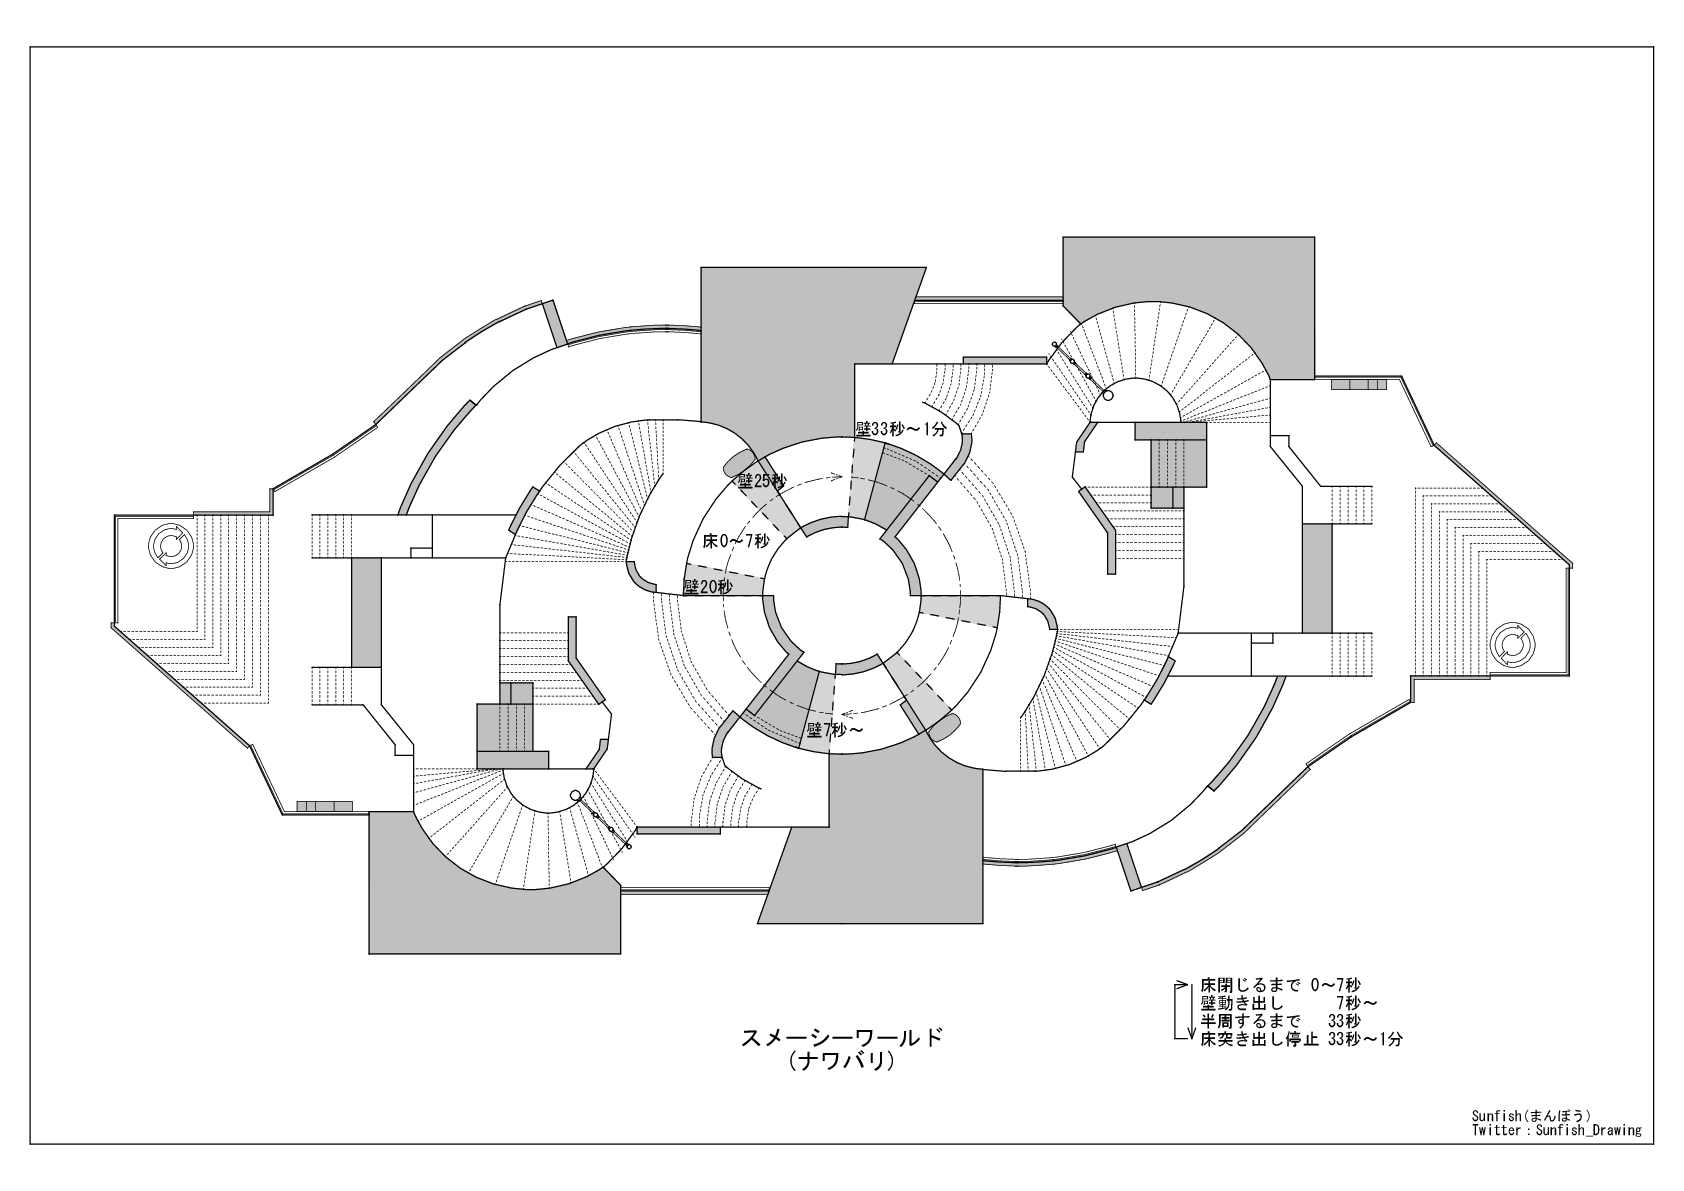 壁33秒～1分
壁25秒
床0～7秒
壁20秒
壁7秒～
床閉じるまで 0～7秒
壁動き出し 7秒～
半周するまで 33秒
床突き出し停止 33秒～1分
スメーシーワールド
(ナワバリ)
Sunfish(まんぼう)
Twitter：Sunfish_Drawing